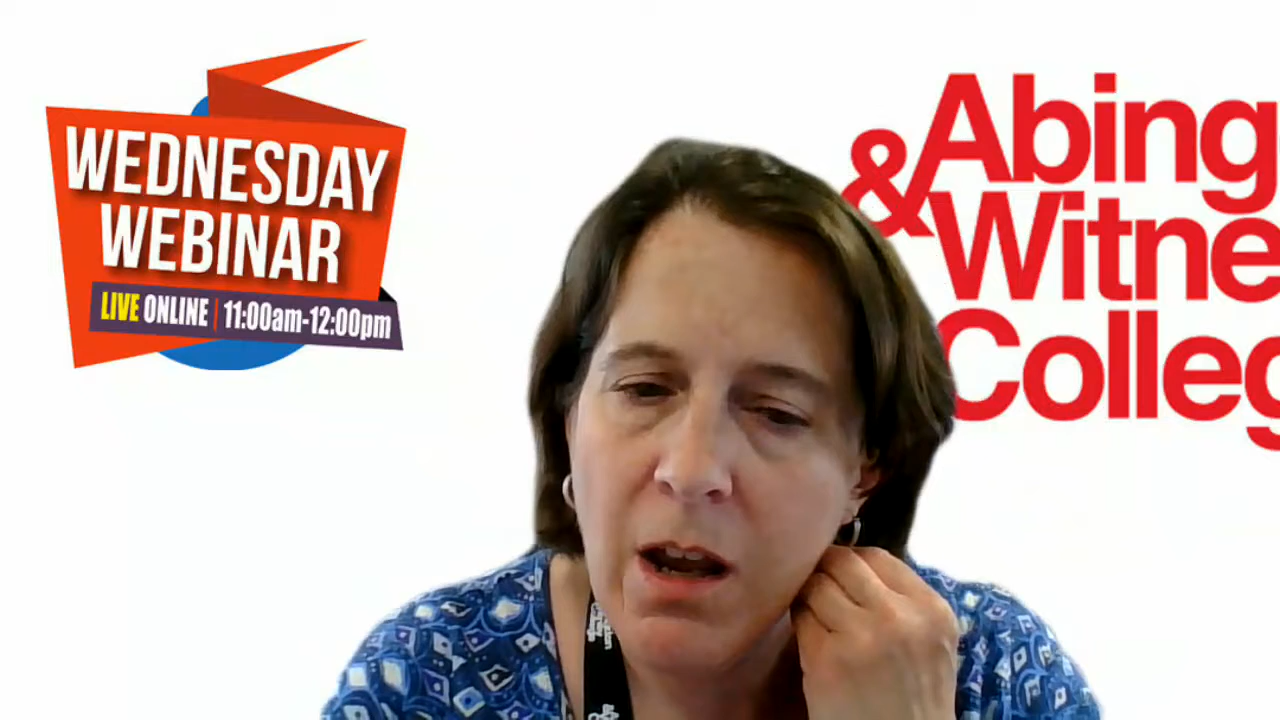 WEDNESDAY
WEBINAR
LIVE ONLINE | 11:00am-12:00pm
Abing
& Witne
Colleg